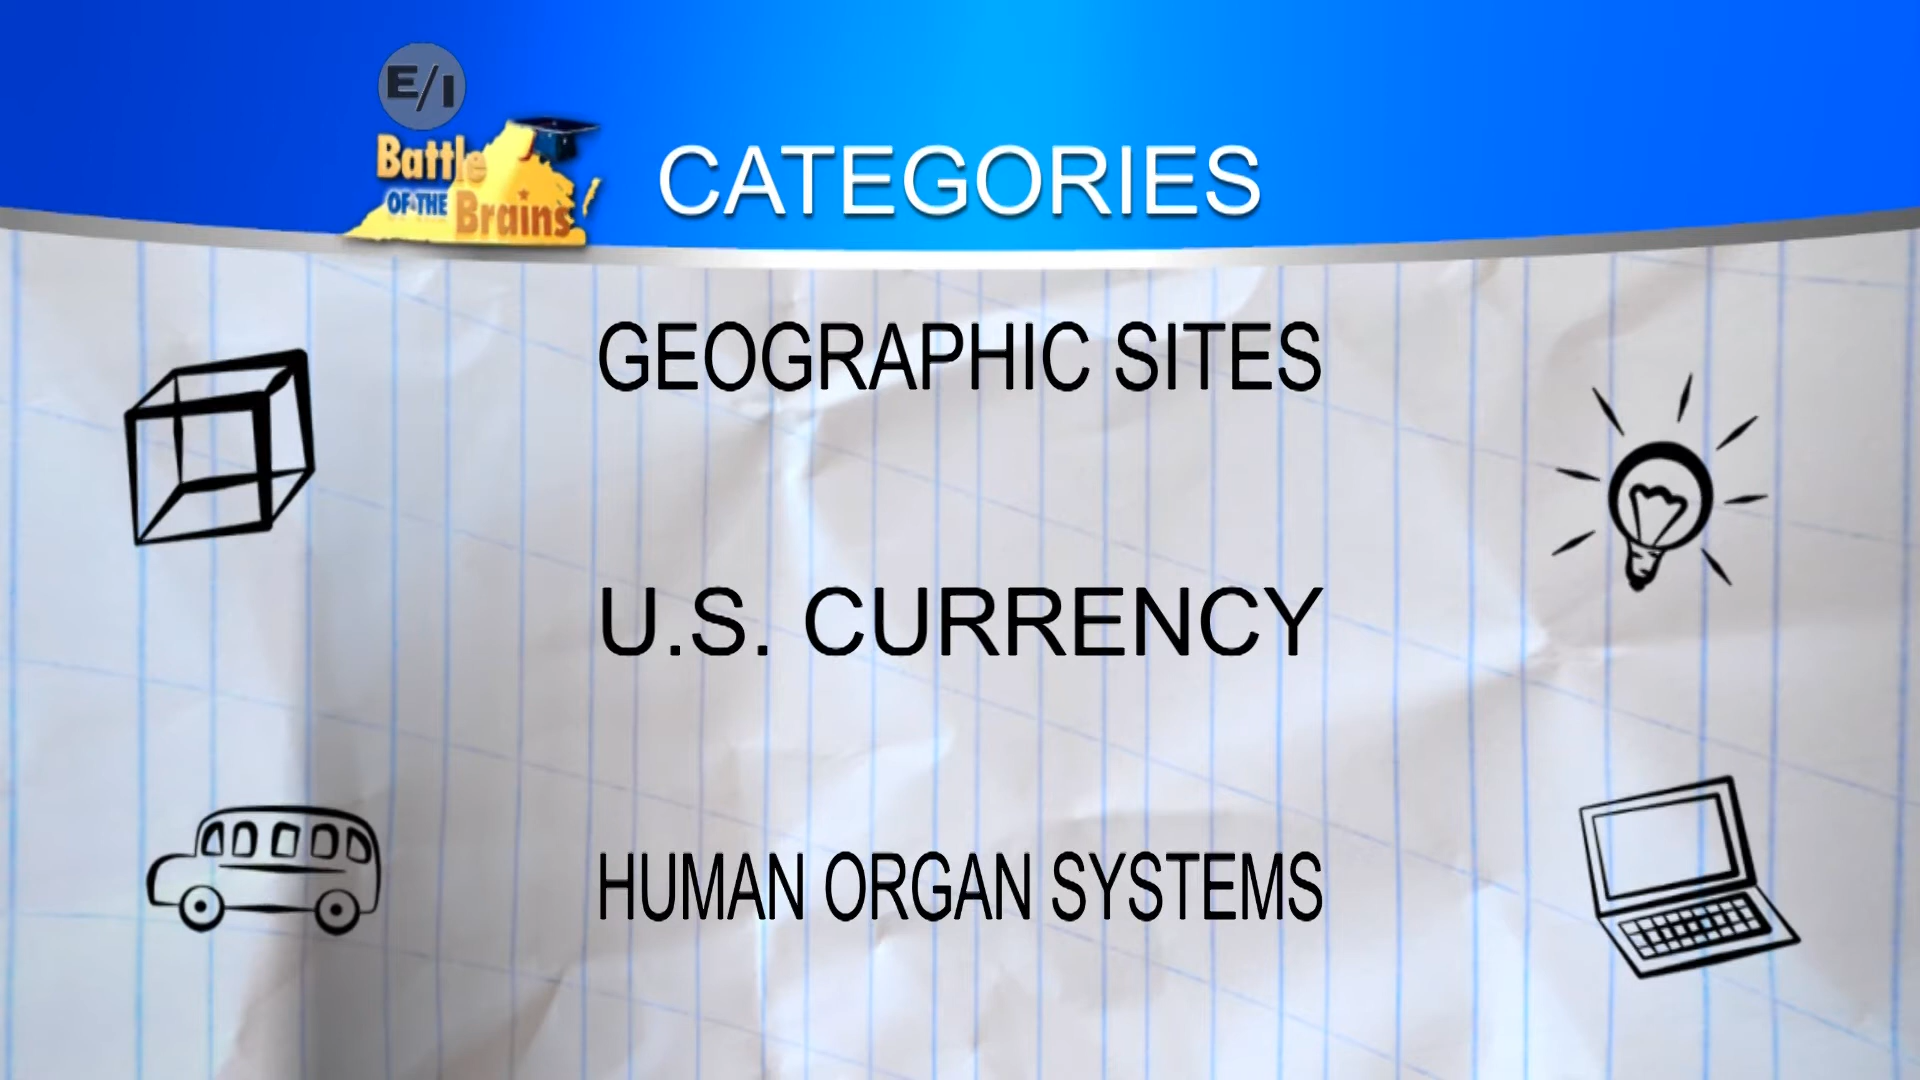 E/I
Battle
OF THE
Brains
CATEGORIES
GEOGRAPHIC SITES
U.S. CURRENCY
HUMAN ORGAN SYSTEMS